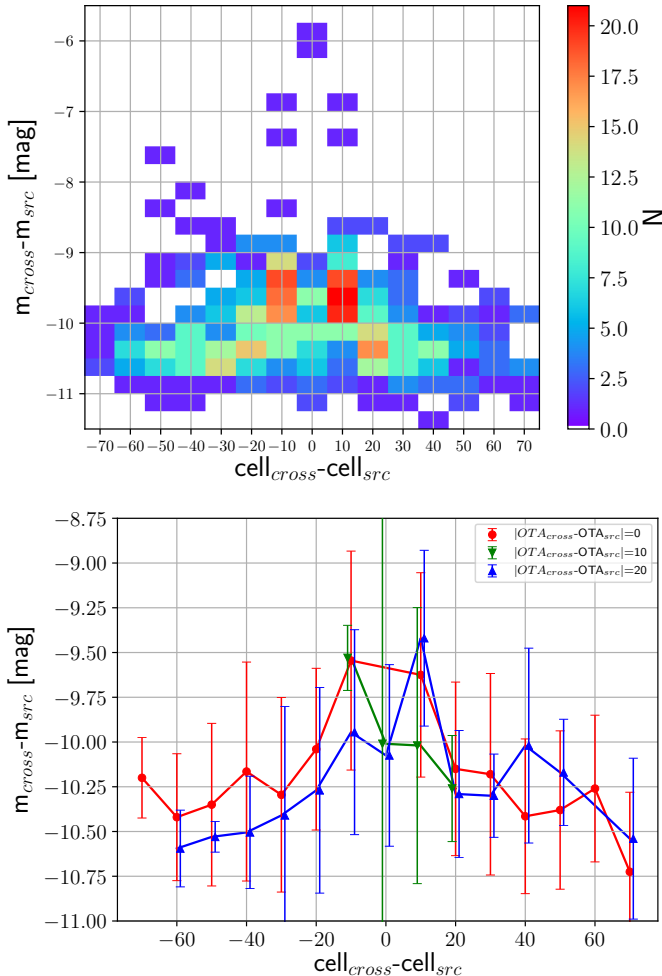 −6
−7
−8
−9
−10
−11
m_cross-m_src [mag]
−70 −60 −50 −40 −30 −20 −10 0 10 20 30 40 50 60 70
cell_cross-cell_src
20.0
17.5
15.0
12.5
10.0
7.5
5.0
2.5
0.0
N
−8.75
−9.00
−9.25
−9.50
−9.75
−10.00
−10.25
−10.50
−10.75
−11.00
m_cross-m_src [mag]
|OTA_cross-OTA_src|=0
|OTA_cross-OTA_src|=10
|OTA_cross-OTA_src|=20
−60 −40 −20 0 20 40 60
cell_cross-cell_src